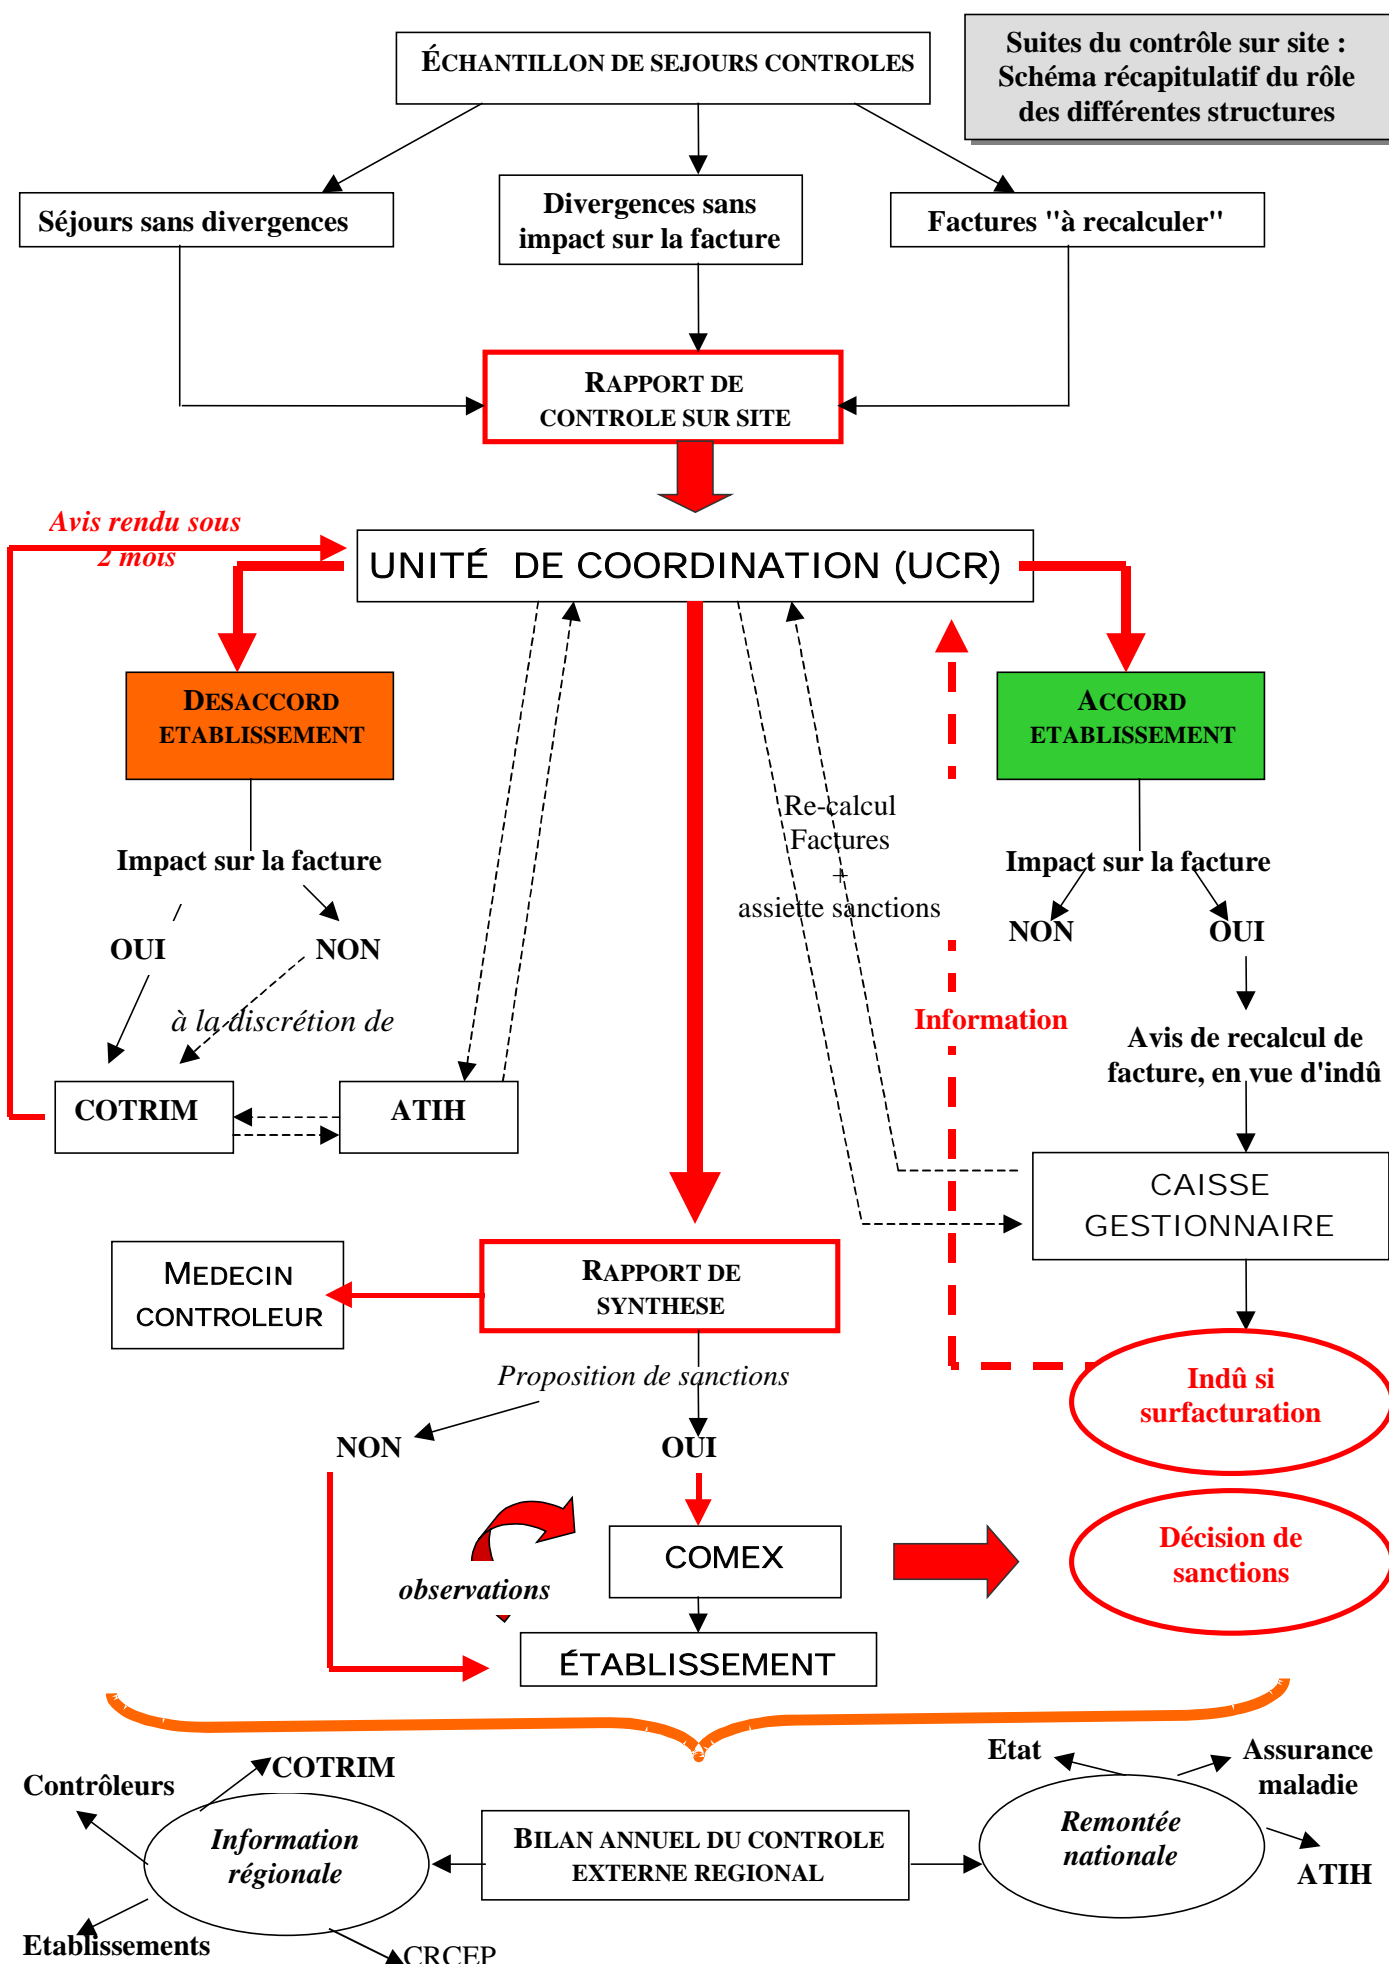 ÉCHANTILLON DE SEJOURS CONTROLES
Suites du contrôle sur site :
Schéma récapitulatif du rôle
des différentes structures
Séjours sans divergences
Divergences sans
impact sur la facture
Factures "à recalculer"
RAPPORT DE
CONTROLE SUR SITE
Avis rendu sous
2 mois
UNITÉ DE COORDINATION (UCR)
DESACCORD
ETABLISSEMENT
ACCORD
ETABLISSEMENT
Re-calcul
Factures
+
assiette sanctions
Impact sur la facture
OUI
NON
à la discrétion de
Impact sur la facture
NON
OUI
Information
Avis de recalcul de
facture, en vue d'indû
COTRIM
ATIH
CAISSE
GESTIONNAIRE
MEDECIN
CONTROLEUR
RAPPORT DE
SYNTHESE
Proposition de sanctions
NON
OUI
Indû si
surfacturation
COMEX
observations
Décision de
sanctions
ÉTABLISSEMENT
COTRIM
Contrôleurs
Information
régionale
Etablissements
CRCEP
BILAN ANNUEL DU CONTROLE
EXTERNE REGIONAL
Etat
Assurance
maladie
Remontée
nationale
ATIH